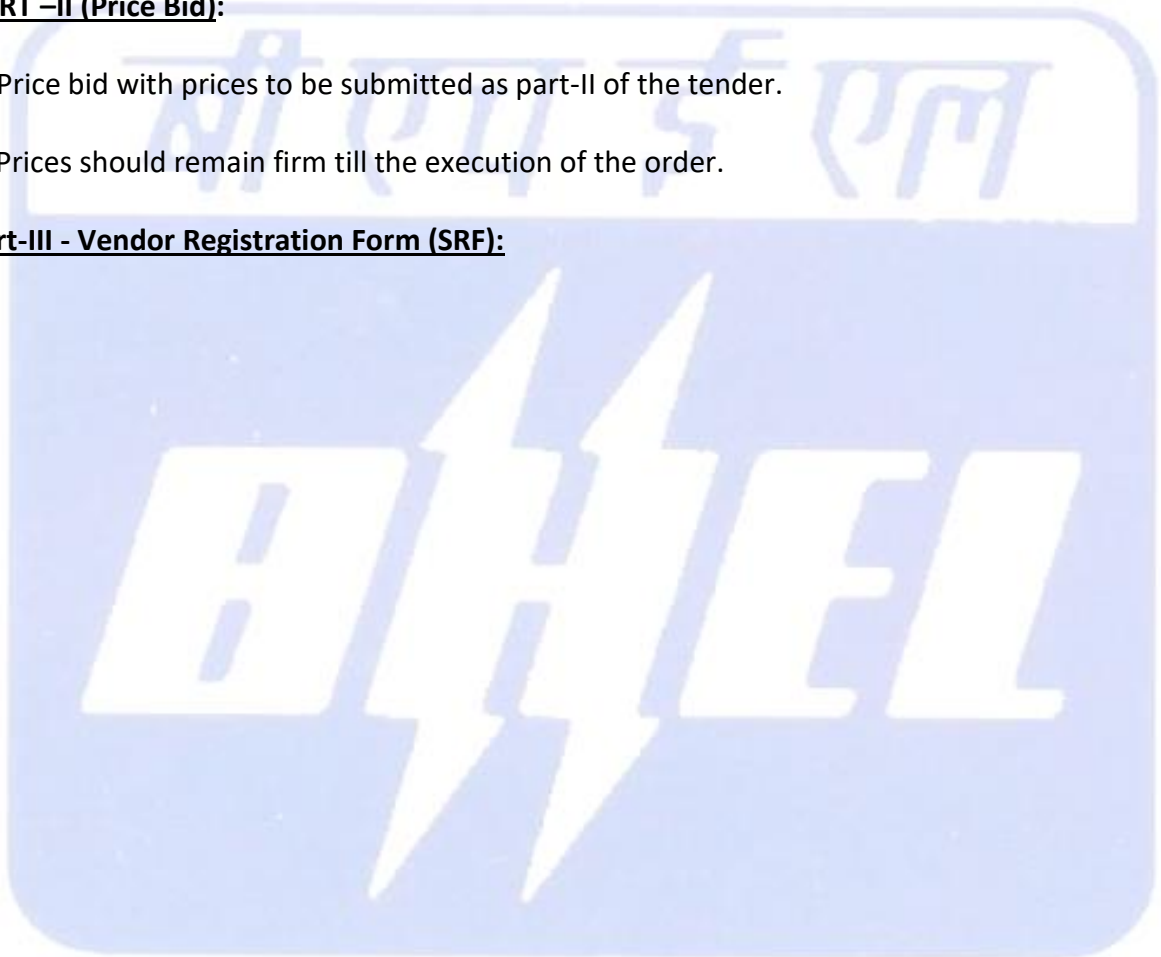 RT –II (Price Bid):
Price bid with prices to be submitted as part-II of the tender.
Prices should remain firm till the execution of the order.
rt-III - Vendor Registration Form (SRF):
बी एच ई एल
BHEL